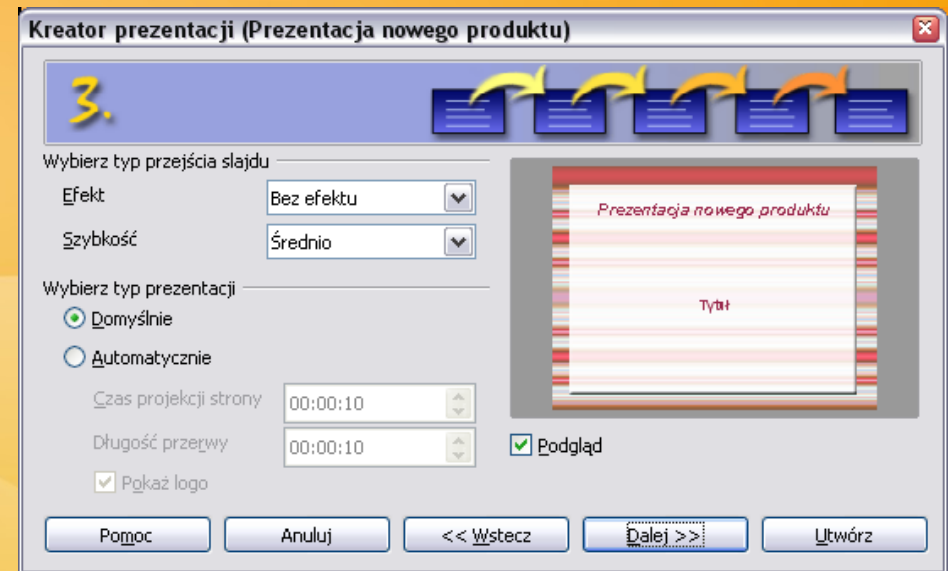 Kreator prezentacji (Prezentacja nowego produktu)
3.
Wybierz typ przejścia slajdu
Efekt
Bez efektu
Szybkość
Średnio
Wybierz typ prezentacji
Domyślnie
Automatycznie
Czas projekcji strony
00:00:10
Długość przerwy
00:00:10
Pokaż logo
Prezentacja nowego produktu
Tytuł
Podgląd
Pomoc
Anuluj
<< Wstecz
Dalej >>
Utwórz